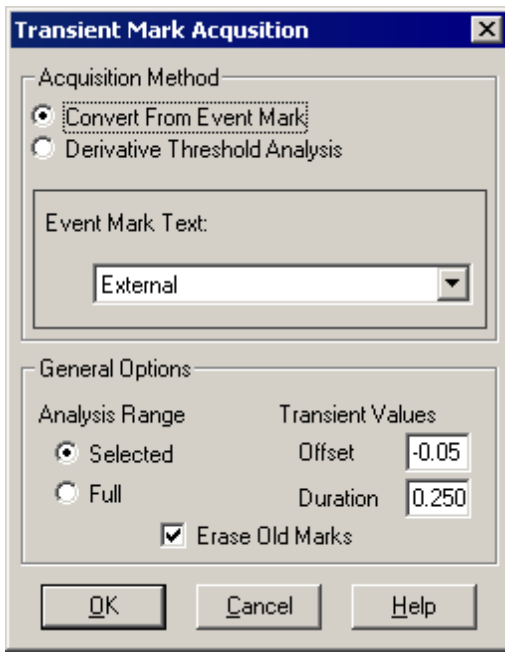 Transient Mark Acqusition
Acquisition Method
Convert From Event Mark
Derivative Threshold Analysis
Event Mark Text:
External
General Options
Analysis Range
Transient Values
Selected
Offset
-0.05
Full
Duration
0.250
Erase Old Marks
OK
Cancel
Help